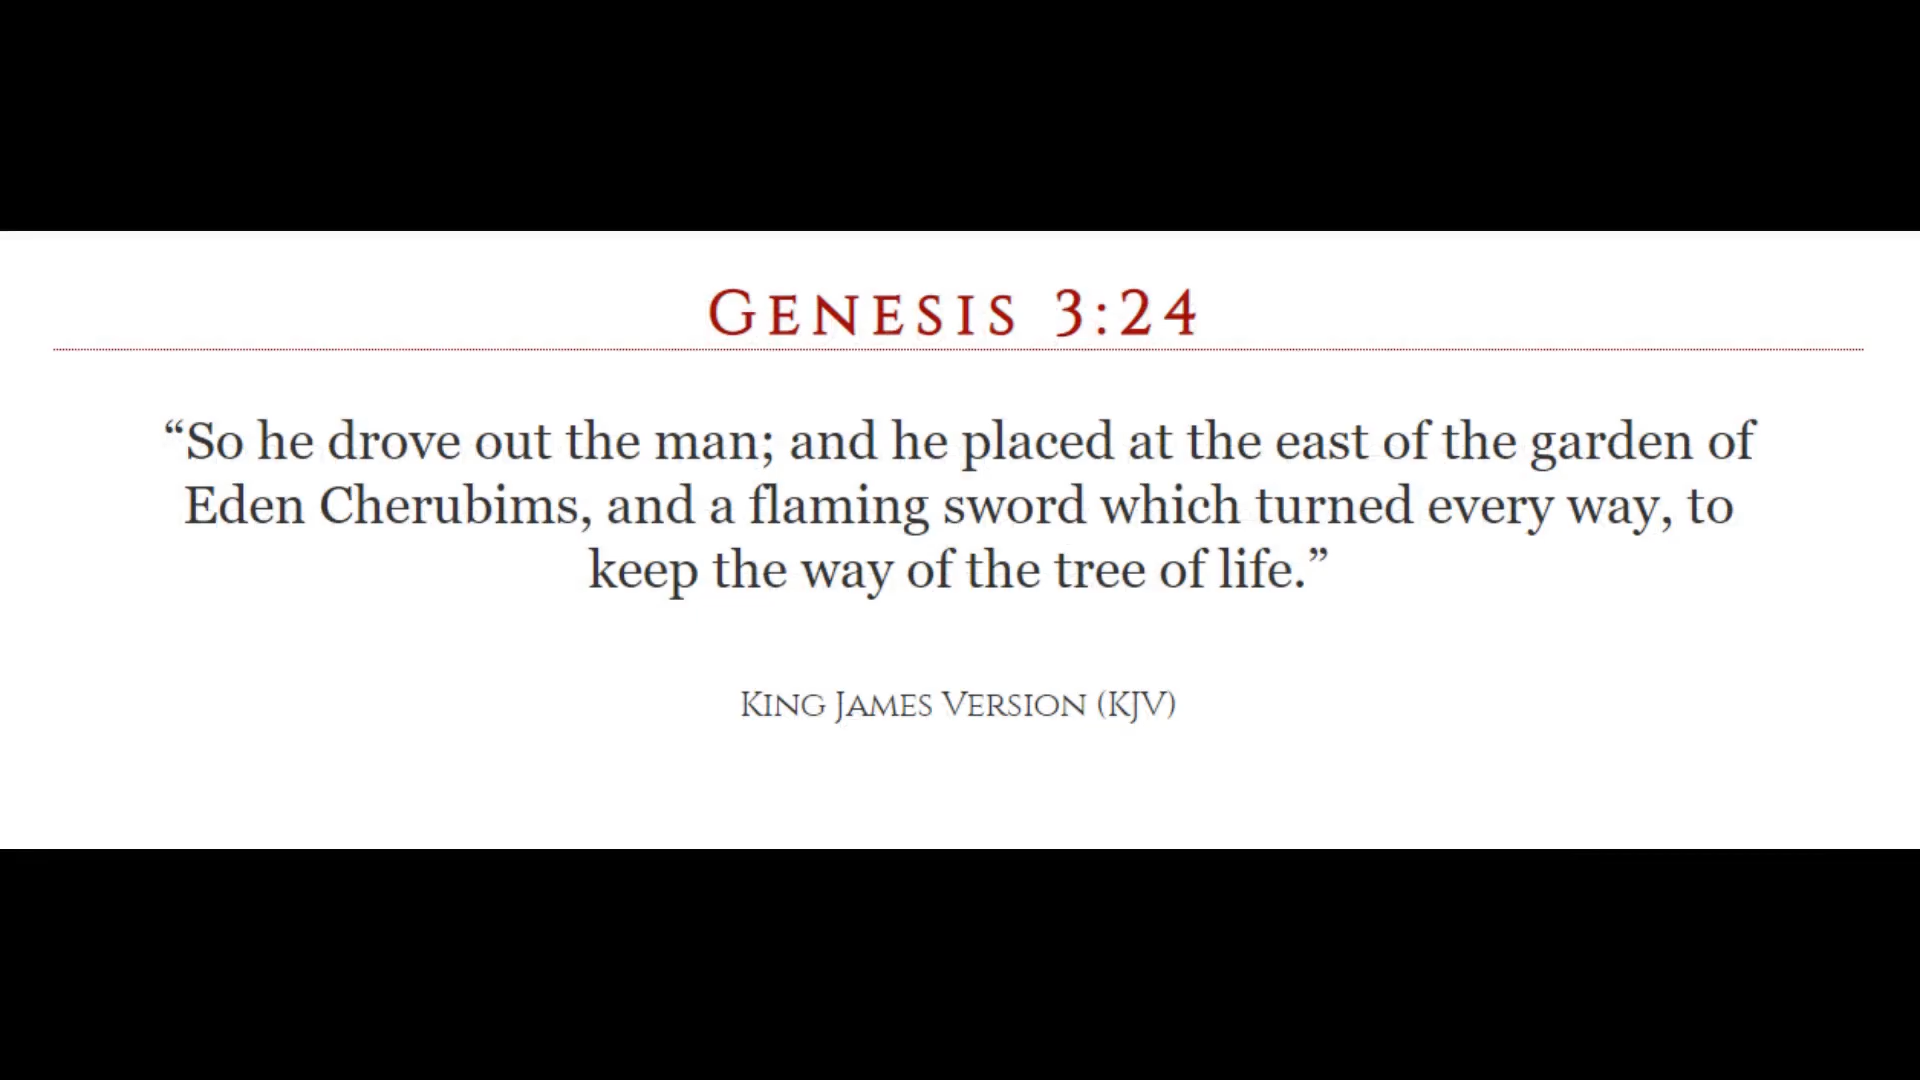 Genesis 3:24
“So he drove out the man; and he placed at the east of the garden of
Eden Cherubims, and a flaming sword which turned every way, to
keep the way of the tree of life.”
King James Version (KJV)